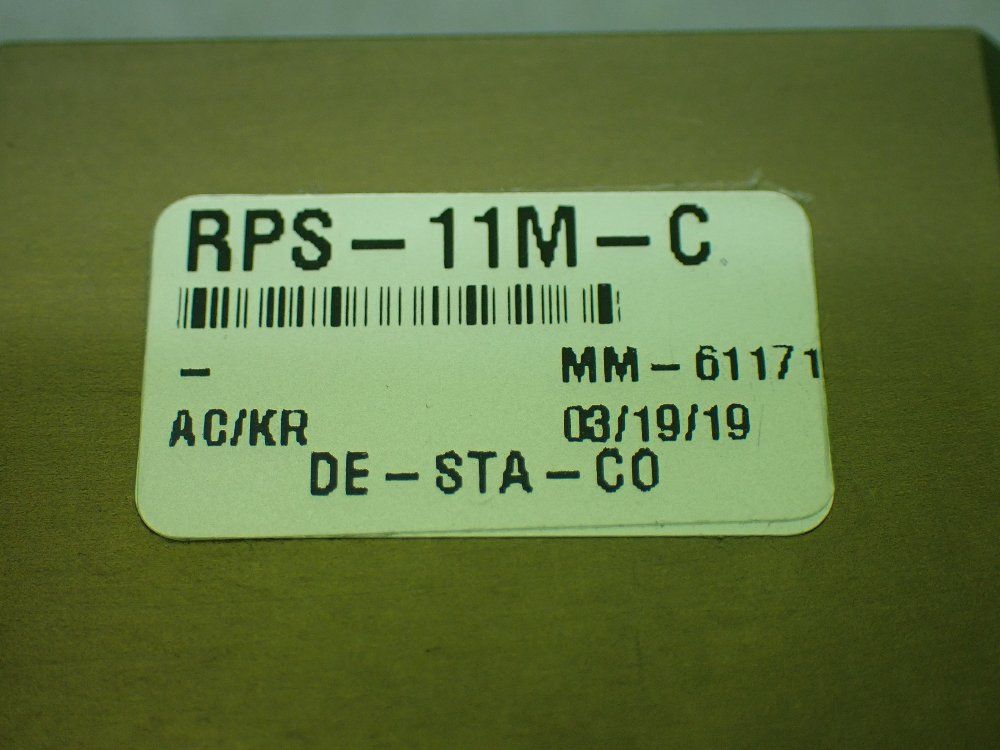 RPS-11M-C
- MM-61171
AC/KR 03/19/19
DE-STA-CO